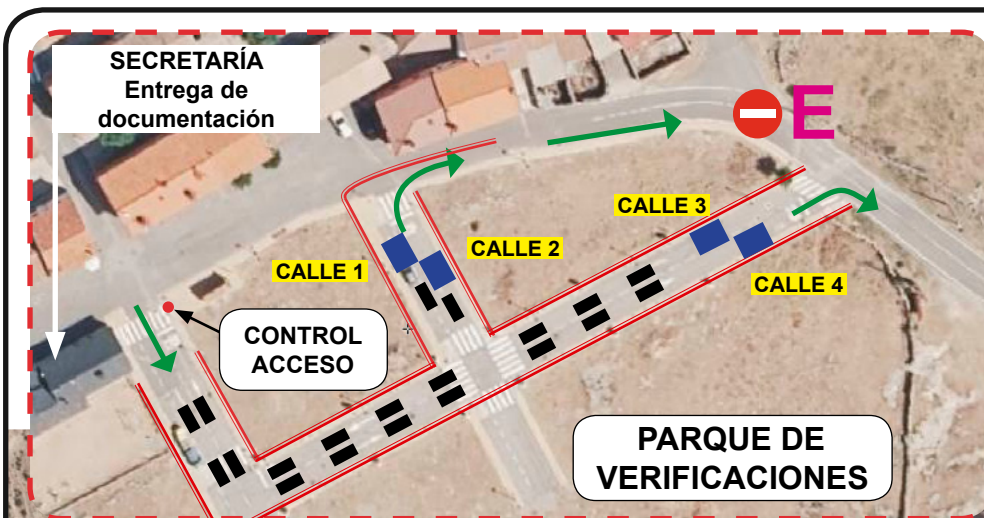 SECRETARÍA
Entrega de
documentación
E
CALLE 3
CALLE 2
CALLE 1
CALLE 4
CONTROL
ACCESO
PARQUE DE
VERIFICACIONES